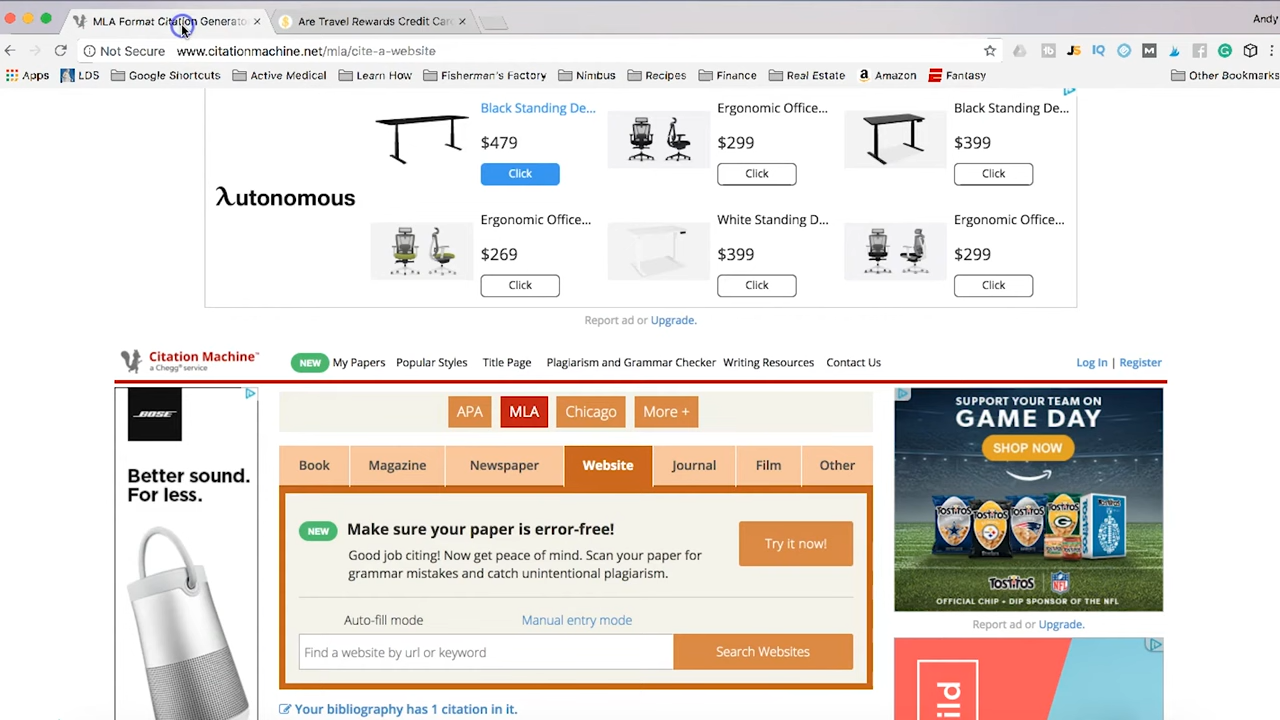 MLA Format Citation Generato
Are Travel Rewards Credit Car
Andy
Not Secure www.citationmachine.net/mla/cite-a-website
Apps LDS Google Shortcuts Active Medical Learn How Fisherman's Factory Nimbus Recipes Finance Real Estate Amazon Fantasy Other Bookmarks
Black Standing De... Ergonomic Office... Black Standing De...
$479 $299 $399
Click Click Click
Autonomous
Ergonomic Office... White Standing D... Ergonomic Office...
$269 $399 $299
Click Click Click
Report ad or Upgrade.
Citation Machine™
a Chegg® service
NEW My Papers Popular Styles Title Page Plagiarism and Grammar Checker Writing Resources Contact Us Log In | Register
BOSE
Better sound.
For less.
APA MLA Chicago More +
Book Magazine Newspaper Website Journal Film Other
NEW Make sure your paper is error-free!
Good job citing! Now get peace of mind. Scan your paper for
grammar mistakes and catch unintentional plagiarism.
Try it now!
Auto-fill mode Manual entry mode
Find a website by url or keyword Search Websites
Your bibliography has 1 citation in it.
SUPPORT YOUR TEAM ON
GAME DAY
SHOP NOW
TOSTITOS NFL
OFFICIAL CHIP + DIP SPONSOR OF THE NFL
Report ad or Upgrade.
ild